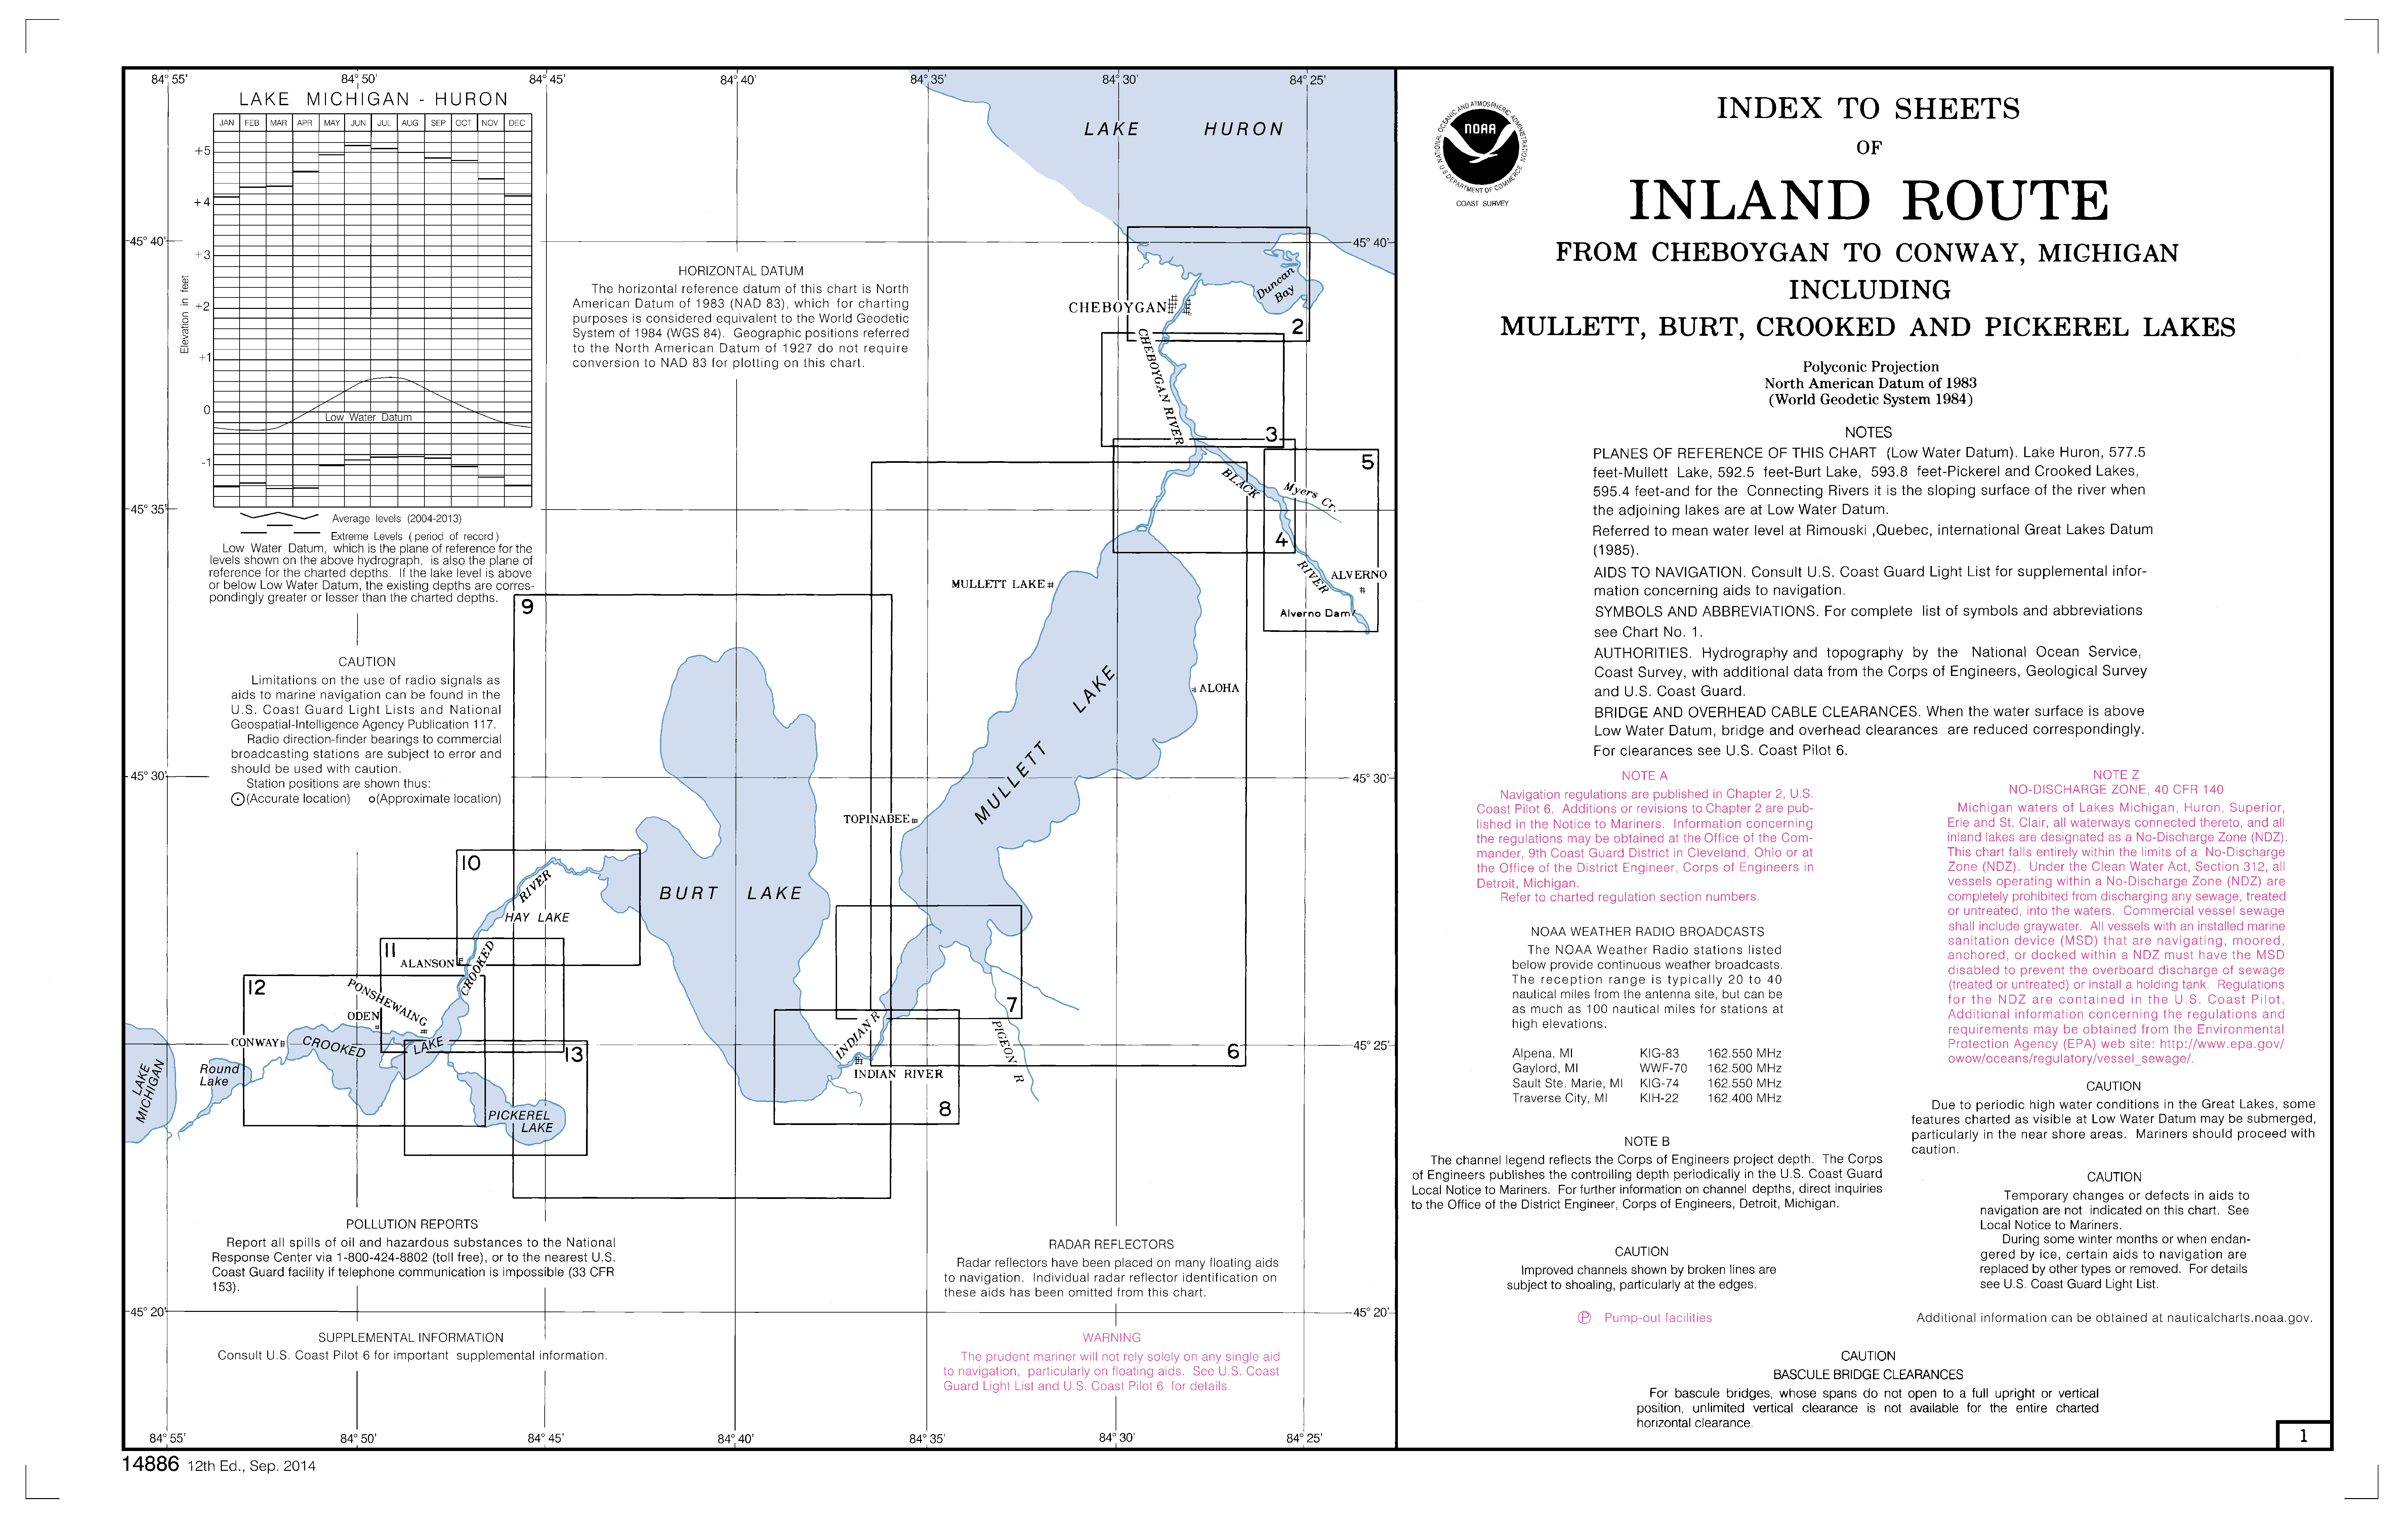 84° 55'
84° 50'
84° 45'
84° 40'
84° 35'
84° 30'
84° 25'
LAKE MICHIGAN - HURON
JAN FEB MAR APR MAY JUN JUL AUG SEP OCT NOV DEC
+5
+4
+3
+2
+1
0
-1
Elevation in feet
Low Water Datum
Average levels (2004-2013)
Extreme Levels (period of record)
Low Water Datum, which is the plane of reference for the
levels shown on the above hydrograph, is also the plane of
reference for the charted depths. If the lake level is above
or below Low Water Datum, the existing depths are corres-
pondingly greater or lesser than the charted depths.
CAUTION
Limitations on the use of radio signals as
aids to marine navigation can be found in the
U.S. Coast Guard Light Lists and National
Geospatial-Intelligence Agency Publication 117.
Radio direction-finder bearings to commercial
broadcasting stations are subject to error and
should be used with caution.
Station positions are shown thus:
(Accurate location) (Approximate location)
HORIZONTAL DATUM
The horizontal reference datum of this chart is North
American Datum of 1983 (NAD 83), which for charting
purposes is considered equivalent to the World Geodetic
System of 1984 (WGS 84). Geographic positions referred
to the North American Datum of 1927 do not require
conversion to NAD 83 for plotting on this chart.
45° 40'
45° 40'
45° 35'
45° 30'
45° 30'
45° 25'
45° 20'
45° 20'
LAKE HURON
Duncan
Bay
CHEBOYGAN
2
CHEBOYGAN RIVER
3
5
BLACK
Myers Cr.
4
RIVER
ALVERNO
Alverno Dam
MULLETT LAKE
ALOHA
MULLETT LAKE
9
TOPINABEE
10
RIVER
BURT LAKE
HAY LAKE
11
ALANSON
CROOKED
12
PONSHEWAING
ODEN
7
CONWAY
CROOKED
LAKE
13
INDIAN R
PIGEON R
6
Round
Lake
LAKE
MICHIGAN
INDIAN RIVER
8
PICKEREL
LAKE
POLLUTION REPORTS
Report all spills of oil and hazardous substances to the National
Response Center via 1-800-424-8802 (toll free), or to the nearest U.S.
Coast Guard facility if telephone communication is impossible (33 CFR
153).
SUPPLEMENTAL INFORMATION
Consult U.S. Coast Pilot 6 for important supplemental information.
RADAR REFLECTORS
Radar reflectors have been placed on many floating aids
to navigation. Individual radar reflector identification on
these aids has been omitted from this chart.
WARNING
The prudent mariner will not rely solely on any single aid
to navigation, particularly on floating aids. See U.S. Coast
Guard Light List and U.S. Coast Pilot 6 for details.
84° 55'
84° 50'
84° 45'
84° 40'
84° 35'
84° 30'
84° 25'
14886 12th Ed., Sep. 2014
NATIONAL OCEANIC AND ATMOSPHERIC ADMINISTRATION
NOAA
U.S. DEPARTMENT OF COMMERCE
COAST SURVEY
INDEX TO SHEETS
OF
INLAND ROUTE
FROM CHEBOYGAN TO CONWAY, MICHIGAN
INCLUDING
MULLETT, BURT, CROOKED AND PICKEREL LAKES
Polyconic Projection
North American Datum of 1983
(World Geodetic System 1984)
NOTES
PLANES OF REFERENCE OF THIS CHART (Low Water Datum). Lake Huron, 577.5
feet-Mullett Lake, 592.5 feet-Burt Lake, 593.8 feet-Pickerel and Crooked Lakes,
595.4 feet-and for the Connecting Rivers it is the sloping surface of the river when
the adjoining lakes are at Low Water Datum.
Referred to mean water level at Rimouski ,Quebec, international Great Lakes Datum
(1985).
AIDS TO NAVIGATION. Consult U.S. Coast Guard Light List for supplemental infor-
mation concerning aids to navigation.
SYMBOLS AND ABBREVIATIONS. For complete list of symbols and abbreviations
see Chart No. 1.
AUTHORITIES. Hydrography and topography by the National Ocean Service,
Coast Survey, with additional data from the Corps of Engineers, Geological Survey
and U.S. Coast Guard.
BRIDGE AND OVERHEAD CABLE CLEARANCES. When the water surface is above
Low Water Datum, bridge and overhead clearances are reduced correspondingly.
For clearances see U.S. Coast Pilot 6.
NOTE A
Navigation regulations are published in Chapter 2, U.S.
Coast Pilot 6. Additions or revisions to Chapter 2 are pub-
lished in the Notice to Mariners. Information concerning
the regulations may be obtained at the Office of the Com-
mander, 9th Coast Guard District in Cleveland, Ohio or at
the Office of the District Engineer, Corps of Engineers in
Detroit, Michigan.
Refer to charted regulation section numbers.
NOAA WEATHER RADIO BROADCASTS
The NOAA Weather Radio stations listed
below provide continuous weather broadcasts.
The reception range is typically 20 to 40
nautical miles from the antenna site, but can be
as much as 100 nautical miles for stations at
high elevations.
Alpena, MI KIG-83 162.550 MHz
Gaylord, MI WWF-70 162.500 MHz
Sault Ste. Marie, MI KIG-74 162.550 MHz
Traverse City, MI KIH-22 162.400 MHz
NOTE B
The channel legend reflects the Corps of Engineers project depth. The Corps
of Engineers publishes the controlling depth periodically in the U.S. Coast Guard
Local Notice to Mariners. For further information on channel depths, direct inquiries
to the Office of the District Engineer, Corps of Engineers, Detroit, Michigan.
CAUTION
Improved channels shown by broken lines are
subject to shoaling, particularly at the edges.
Ⓟ Pump-out facilities
NOTE Z
NO-DISCHARGE ZONE, 40 CFR 140
Michigan waters of Lakes Michigan, Huron, Superior,
Erie and St. Clair, all waterways connected thereto, and all
inland lakes are designated as a No-Discharge Zone (NDZ).
This chart falls entirely within the limits of a No-Discharge
Zone (NDZ). Under the Clean Water Act, Section 312, all
vessels operating within a No-Discharge Zone (NDZ) are
completely prohibited from discharging any sewage, treated
or untreated, into the waters. Commercial vessel sewage
shall include graywater. All vessels with an installed marine
sanitation device (MSD) that are navigating, moored,
anchored, or docked within a NDZ must have the MSD
disabled to prevent the overboard discharge of sewage
(treated or untreated) or install a holding tank. Regulations
for the NDZ are contained in the U.S. Coast Pilot.
Additional information concerning the regulations and
requirements may be obtained from the Environmental
Protection Agency (EPA) web site: http://www.epa.gov/
owow/oceans/regulatory/vessel_sewage/.
CAUTION
Due to periodic high water conditions in the Great Lakes, some
features charted as visible at Low Water Datum may be submerged,
particularly in the near shore areas. Mariners should proceed with
caution.
CAUTION
Temporary changes or defects in aids to
navigation are not indicated on this chart. See
Local Notice to Mariners.
During some winter months or when endan-
gered by ice, certain aids to navigation are
replaced by other types or removed. For details
see U.S. Coast Guard Light List.
Additional information can be obtained at nauticalcharts.noaa.gov.
CAUTION
BASCULE BRIDGE CLEARANCES
For bascule bridges, whose spans do not open to a full upright or vertical
position, unlimited vertical clearance is not available for the entire charted
horizontal clearance.
1